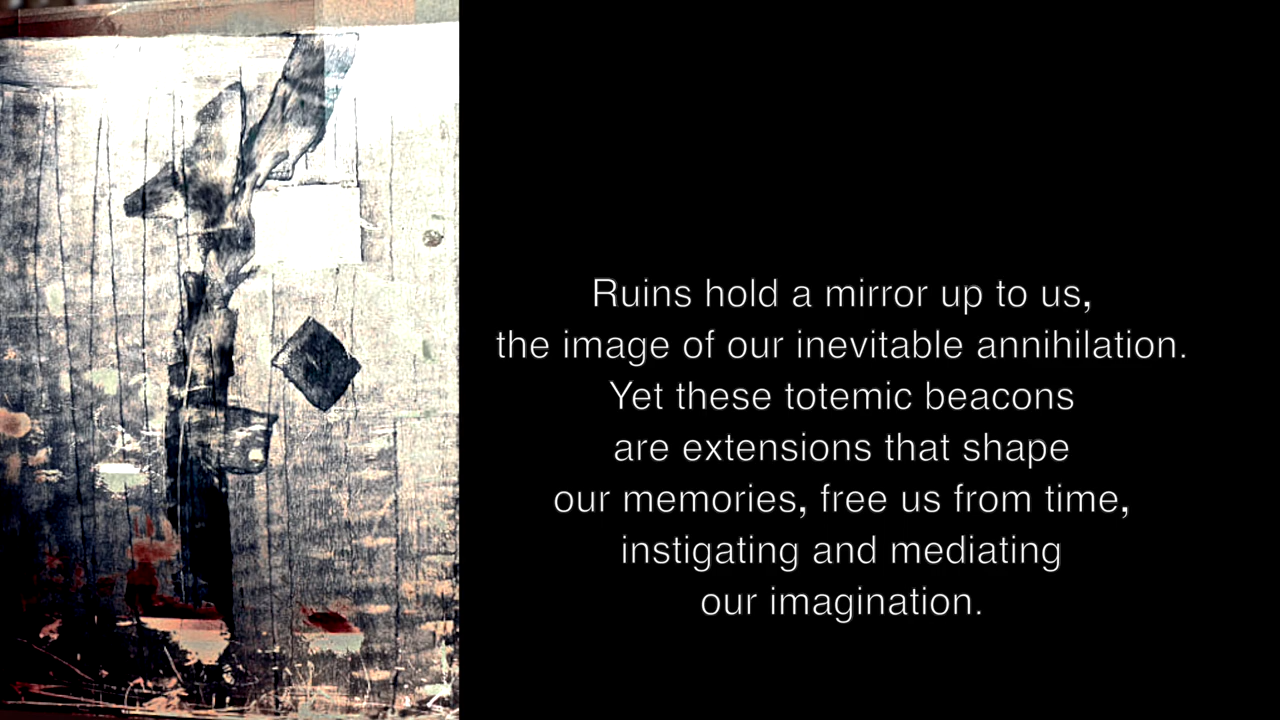 Ruins hold a mirror up to us,
the image of our inevitable annihilation.
Yet these totemic beacons
are extensions that shape
our memories, free us from time,
instigating and mediating
our imagination.